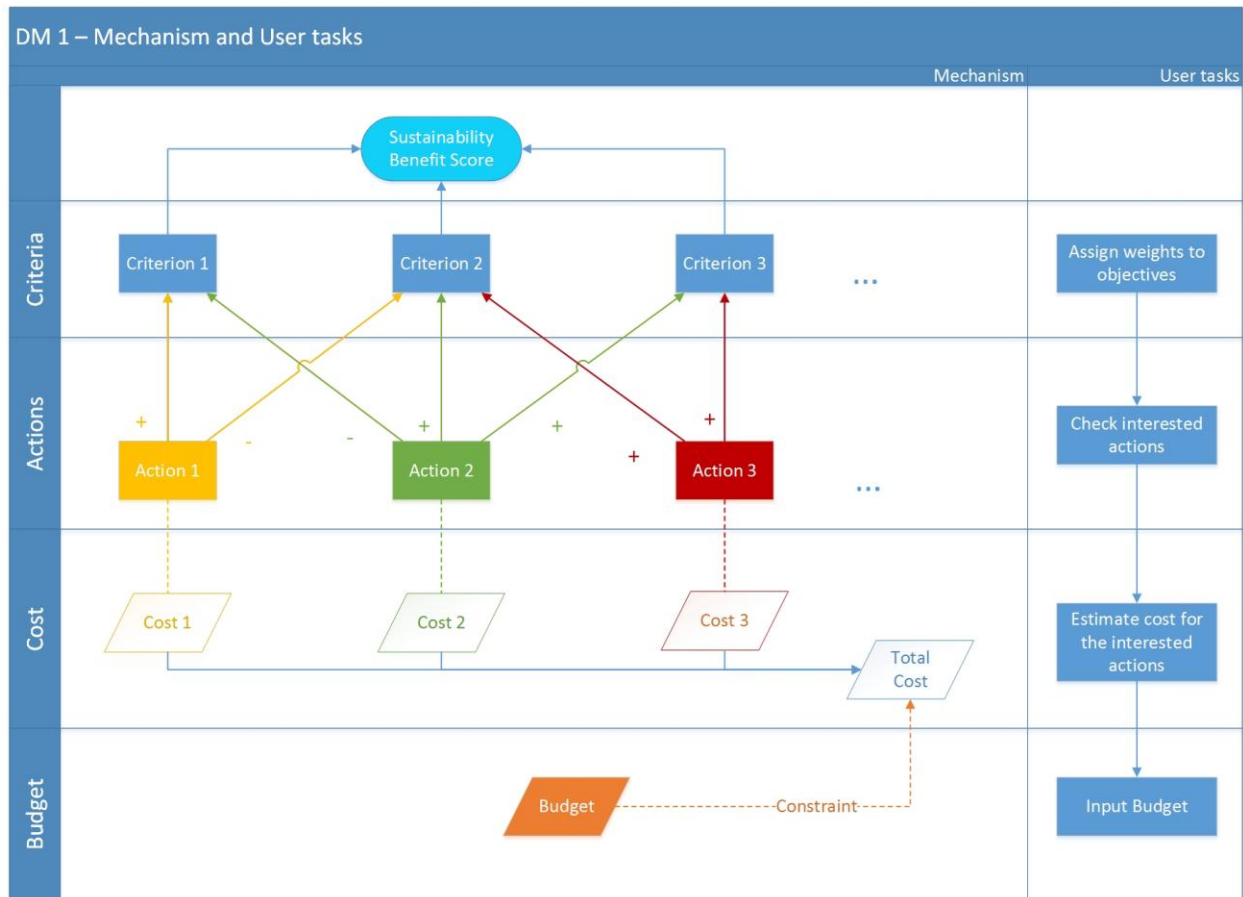 DM 1 – Mechanism and User tasks
Mechanism
User tasks
Sustainability
Benefit Score
Criteria
Criterion 1
Criterion 2
Criterion 3
...
Assign weights to
objectives
Actions
+
-
-
+
+
+
+
Action 1
Action 2
Action 3
...
Check interested
actions
Cost
Cost 1
Cost 2
Cost 3
Total
Cost
Estimate cost for
the interested
actions
Budget
Budget
Constraint
Input Budget